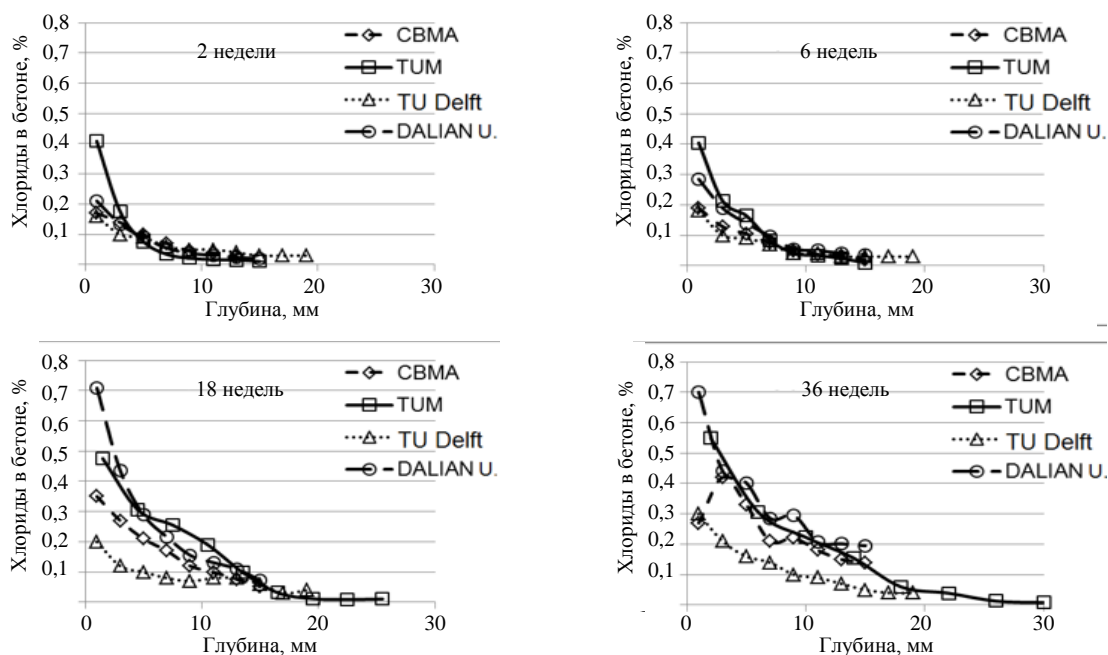 Хлориды в бетоне, %
0,8
0,7
0,6
0,5
0,4
0,3
0,2
0,1
0 10 20 30
Глубина, мм
2 недели
CBMA
TUM
TU Delft
DALIAN U.
Хлориды в бетоне, %
0,8
0,7
0,6
0,5
0,4
0,3
0,2
0,1
0 10 20 30
Глубина, мм
6 недель
CBMA
TUM
TU Delft
DALIAN U.
Хлориды в бетоне, %
0,8
0,7
0,6
0,5
0,4
0,3
0,2
0,1
0 10 20 30
Глубина, мм
18 недель
CBMA
TUM
TU Delft
DALIAN U.
Хлориды в бетоне, %
0,8
0,7
0,6
0,5
0,4
0,3
0,2
0,1
0 10 20 30
Глубина, мм
36 недель
CBMA
TUM
TU Delft
DALIAN U.